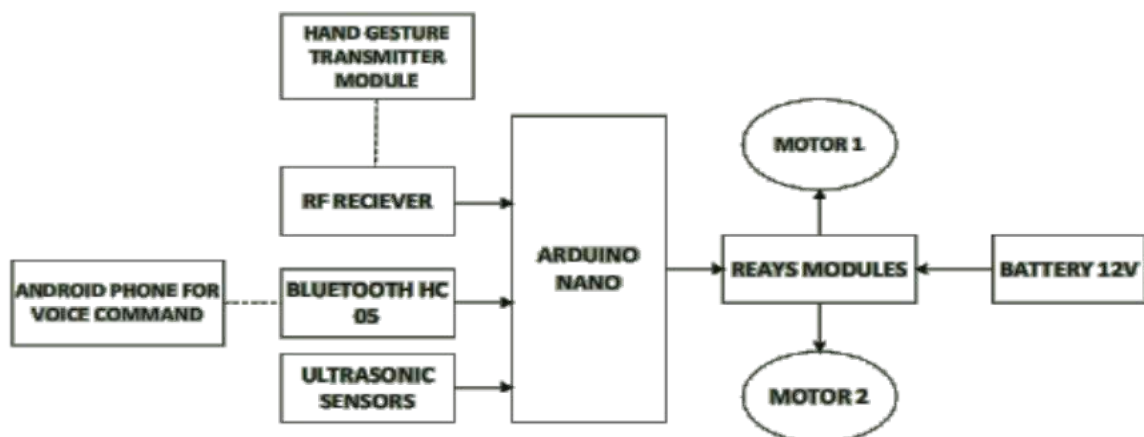 HAND GESTURE
TRANSMITTER
MODULE
MOTOR 1
RF RECIEVER
ARDUINO
NANO
REAYS MODULES
BATTERY 12V
ANDROID PHONE FOR
VOICE COMMAND
BLUETOOTH HC
05
ULTRASONIC
SENSORS
MOTOR 2